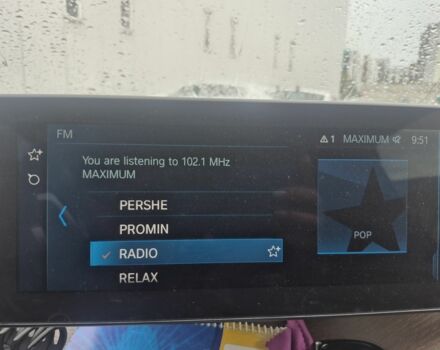 FM
1 MAXIMUM 9:51
You are listening to 102.1 MHz
MAXIMUM
PERSHE
PROMIN
RADIO
RELAX
POP